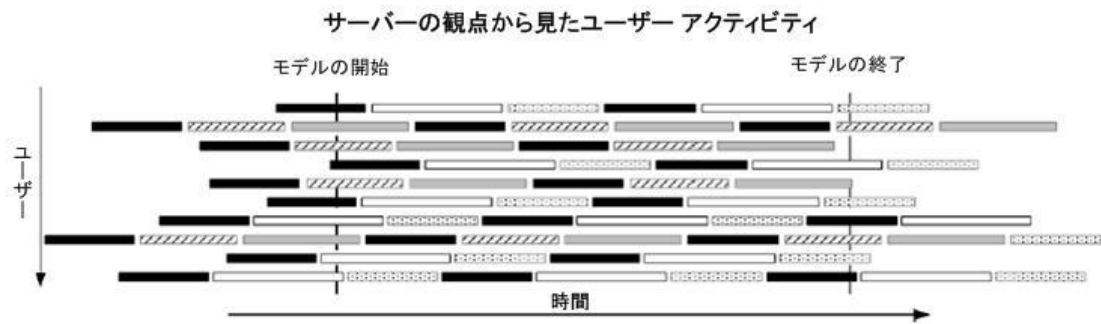 サーバーの観点から見たユーザー アクティビティ
モデルの開始
モデルの終了
ユーザー
時間